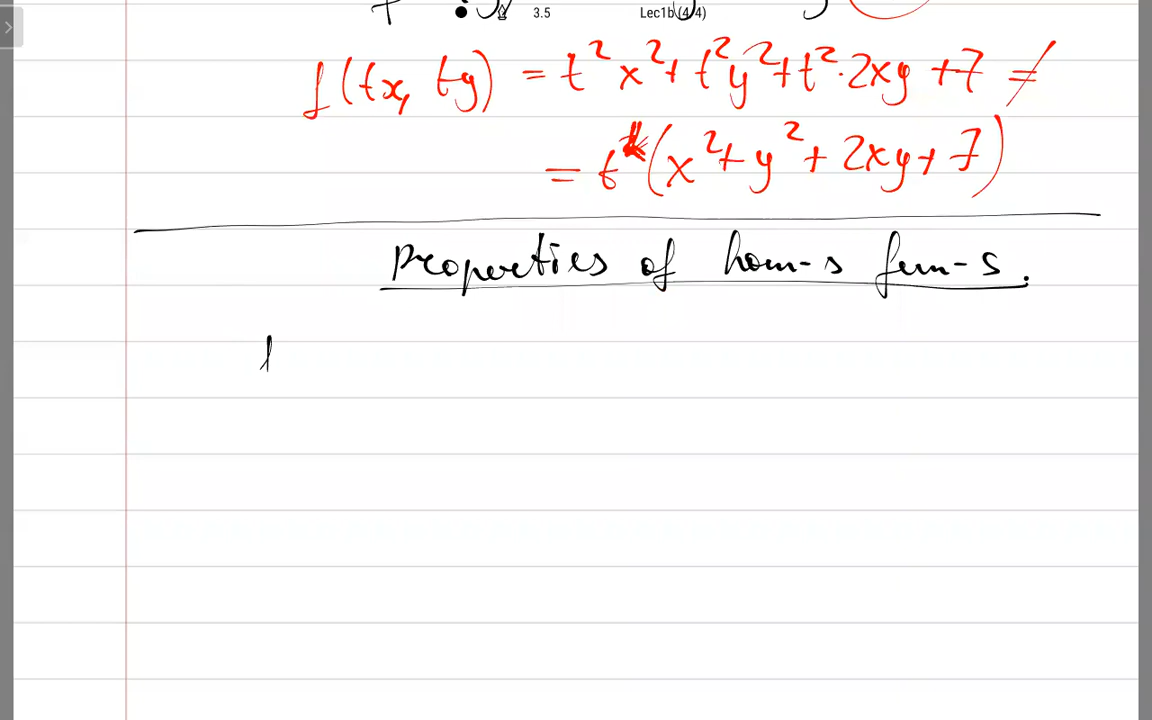 3.5 Lec1b (4/4)
f(tx, ty) = t²x² + t²y² + t²·2xy + 7 ≠
= t^k(x² + y² + 2xy + 7)
Properties of hom-s fun-s.